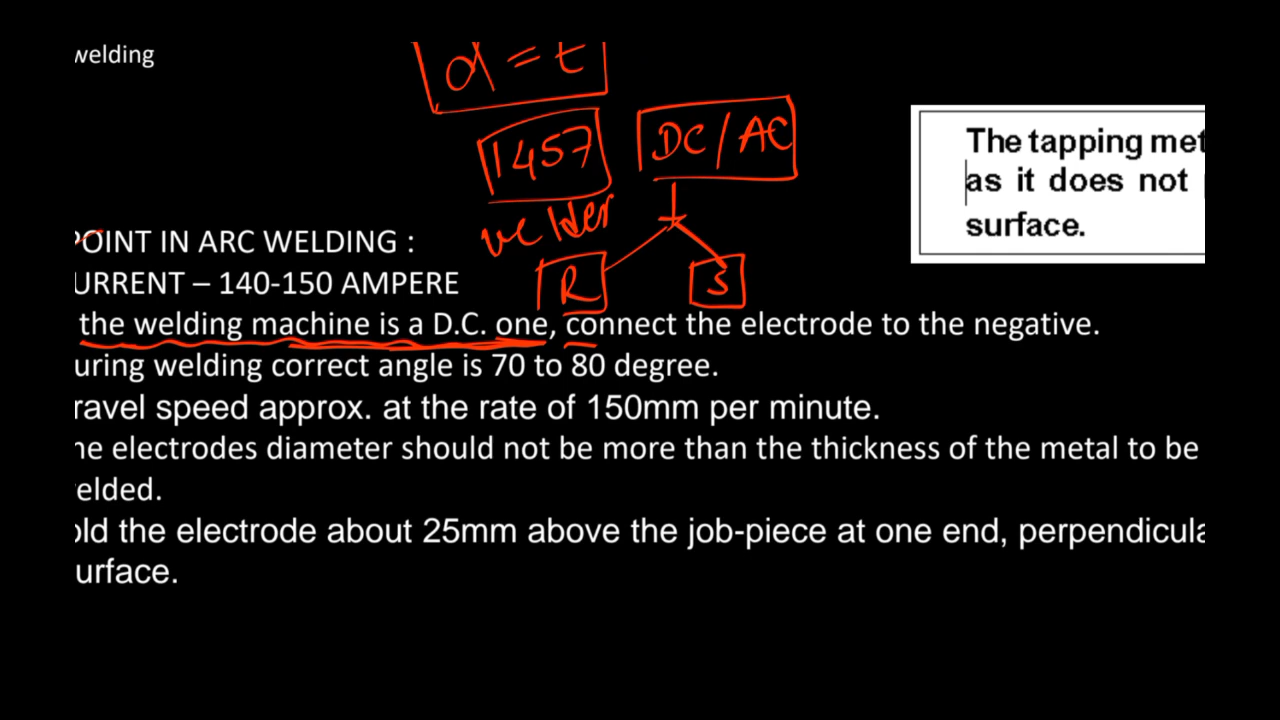 welding
d = t
1457
DC/AC
The tapping met
as it does not
surface.
welder
POINT IN ARC WELDING :
URRENT – 140-150 AMPERE
R
S
the welding machine is a D.C. one, connect the electrode to the negative.
uring welding correct angle is 70 to 80 degree.
ravel speed approx. at the rate of 150mm per minute.
he electrodes diameter should not be more than the thickness of the metal to be
elded.
old the electrode about 25mm above the job-piece at one end, perpendicula
urface.